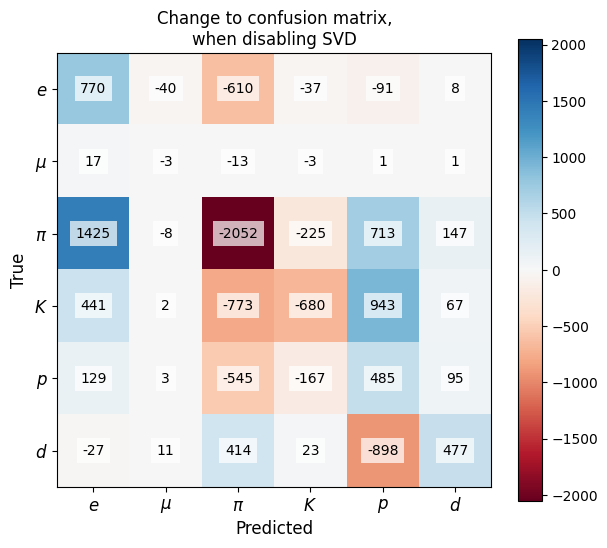 Change to confusion matrix,
when disabling SVD
e 770 -40 -610 -37 -91 8
μ 17 -3 -13 -3 1 1
π 1425 -8 -2052 -225 713 147
K 441 2 -773 -680 943 67
p 129 3 -545 -167 485 95
d -27 11 414 23 -898 477
e μ π K p d
Predicted
True
2000
1500
1000
500
0
−500
−1000
−1500
−2000